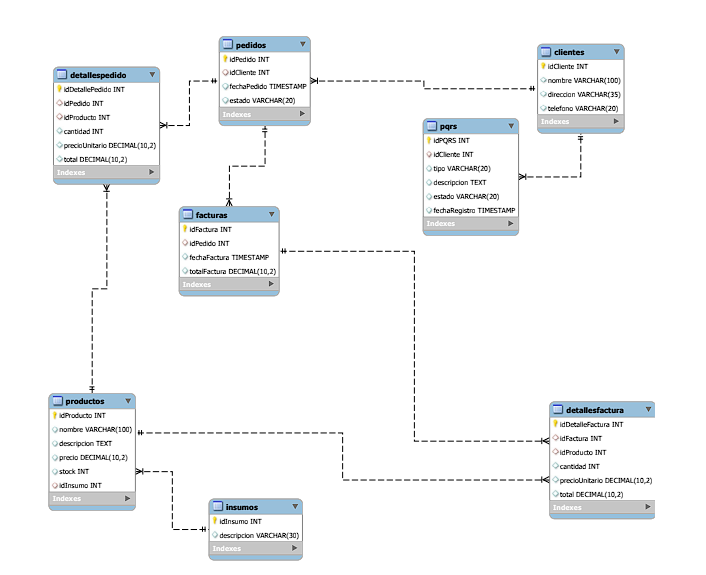 pedidos
idPedido INT
idCliente INT
fechaPedido TIMESTAMP
estado VARCHAR(20)
Indexes
clientes
idCliente INT
nombre VARCHAR(100)
direccion VARCHAR(35)
telefono VARCHAR(20)
Indexes
detallespedido
idDetallePedido INT
idPedido INT
idProducto INT
cantidad INT
precioUnitario DECIMAL(10,2)
total DECIMAL(10,2)
Indexes
pqrs
idPQRS INT
idCliente INT
tipo VARCHAR(20)
descripcion TEXT
estado VARCHAR(20)
fechaRegistro TIMESTAMP
Indexes
facturas
idFactura INT
idPedido INT
fechaFactura TIMESTAMP
totalFactura DECIMAL(10,2)
Indexes
productos
idProducto INT
nombre VARCHAR(100)
descripcion TEXT
precio DECIMAL(10,2)
stock INT
idInsumo INT
Indexes
detallesfactura
idDetalleFactura INT
idFactura INT
idProducto INT
cantidad INT
precioUnitario DECIMAL(10,2)
total DECIMAL(10,2)
Indexes
insumos
idInsumo INT
descripcion VARCHAR(30)
Indexes